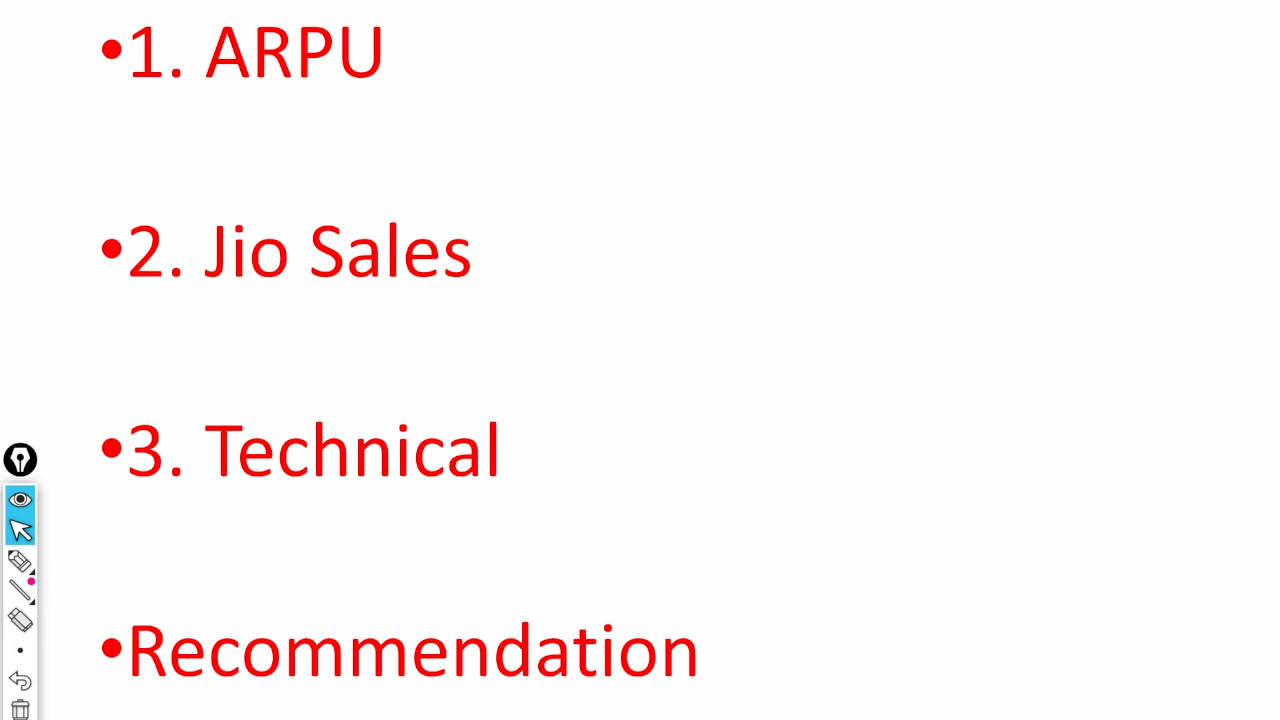 •1. ARPU
•2. Jio Sales
•3. Technical
•Recommendation